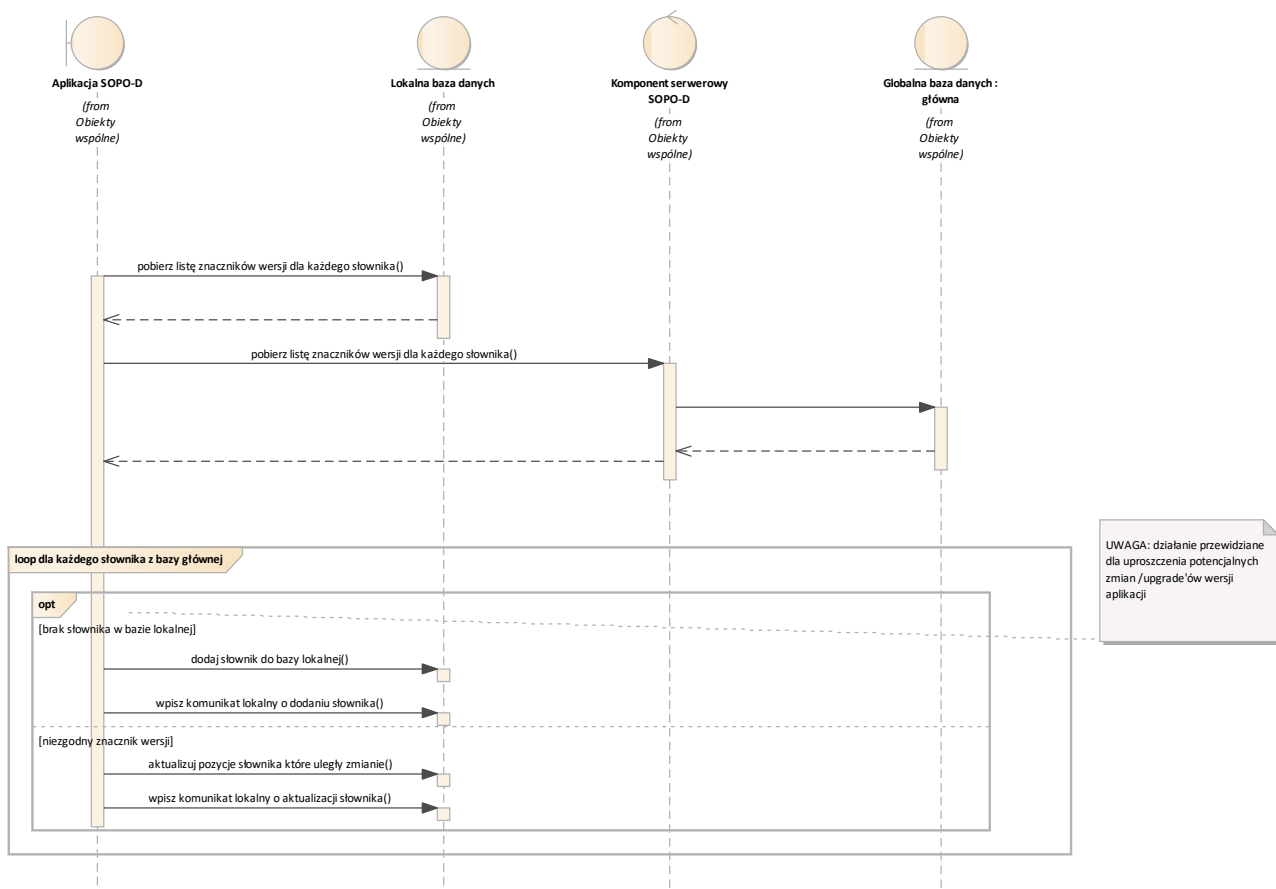 Aplikacja SOPO-D
(from
Obiekty
wspólne)
Lokalna baza danych
(from
Obiekty
wspólne)
Komponent serwerowy
SOPO-D
(from
Obiekty
wspólne)
Globalna baza danych :
główna
(from
Obiekty
wspólne)
pobierz listę znaczników wersji dla każdego słownika()
pobierz listę znaczników wersji dla każdego słownika()
loop dla każdego słownika z bazy głównej
UWAGA: działanie przewidziane
dla uproszczenia potencjalnych
zmian /upgrade'ów wersji
aplikacji
opt
[brak słownika w bazie lokalnej]
dodaj słownik do bazy lokalnej()
wpisz komunikat lokalny o dodaniu słownika()
[niezgodny znacznik wersji]
aktualizuj pozycje słownika które uległy zmianie()
wpisz komunikat lokalny o aktualizacji słownika()